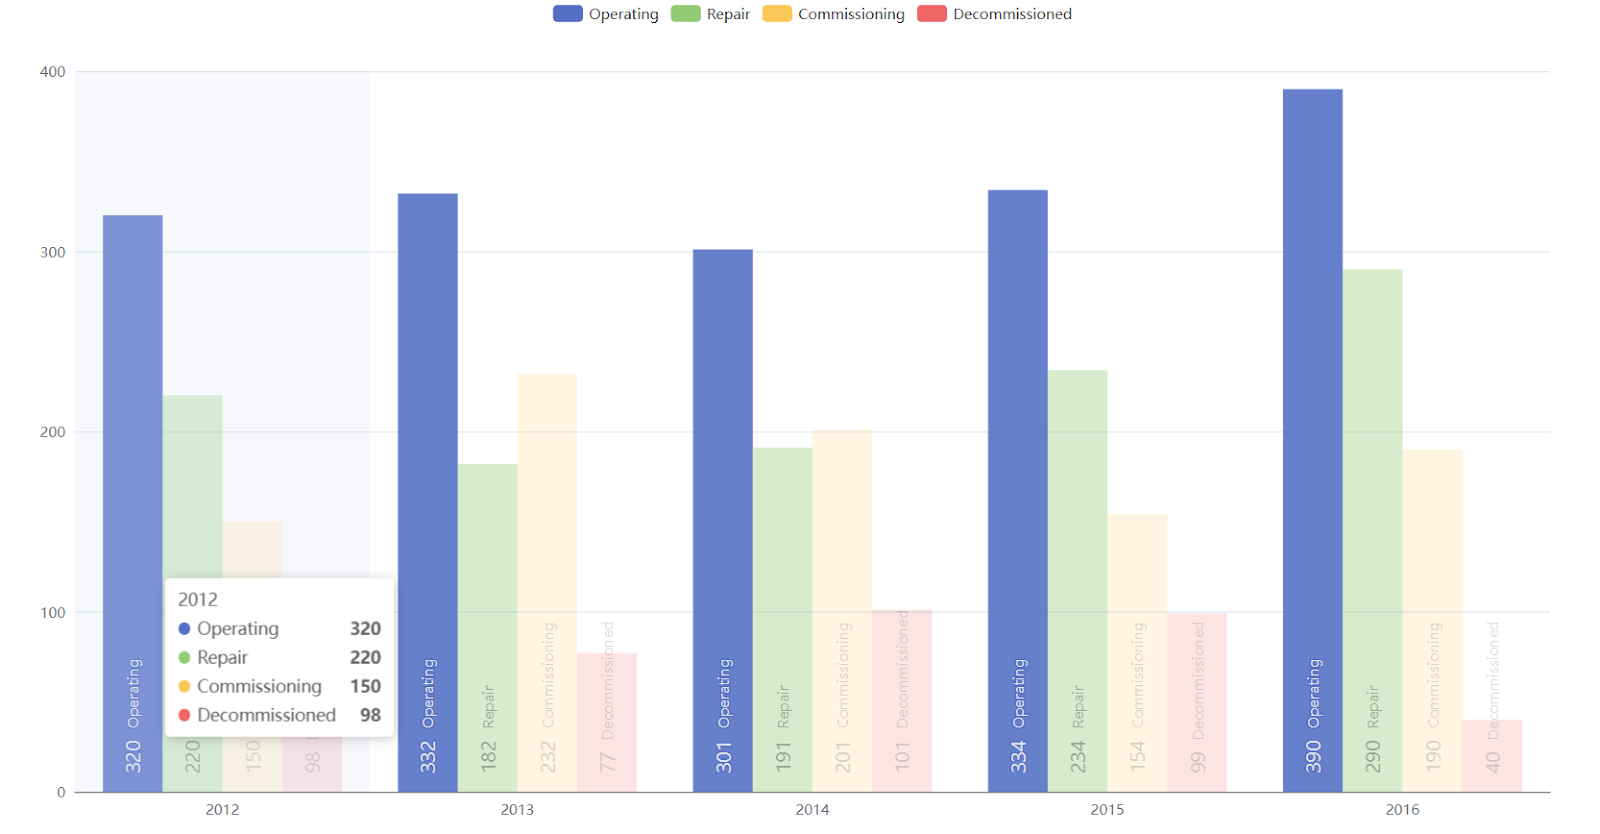 Operating Repair Commissioning Decommissioned
400
300
200
100
0
2012
Operating 320
Repair 220
Commissioning 150
Decommissioned 98
320 Operating
220
150
98
332 Operating
182 Repair
232 Commissioning
77 Decommissioned
301 Operating
191 Repair
201 Commissioning
101 Decommissioned
334 Operating
234 Repair
154 Commissioning
99 Decommissioned
390 Operating
290 Repair
190 Commissioning
40 Decommissioned
2012 2013 2014 2015 2016